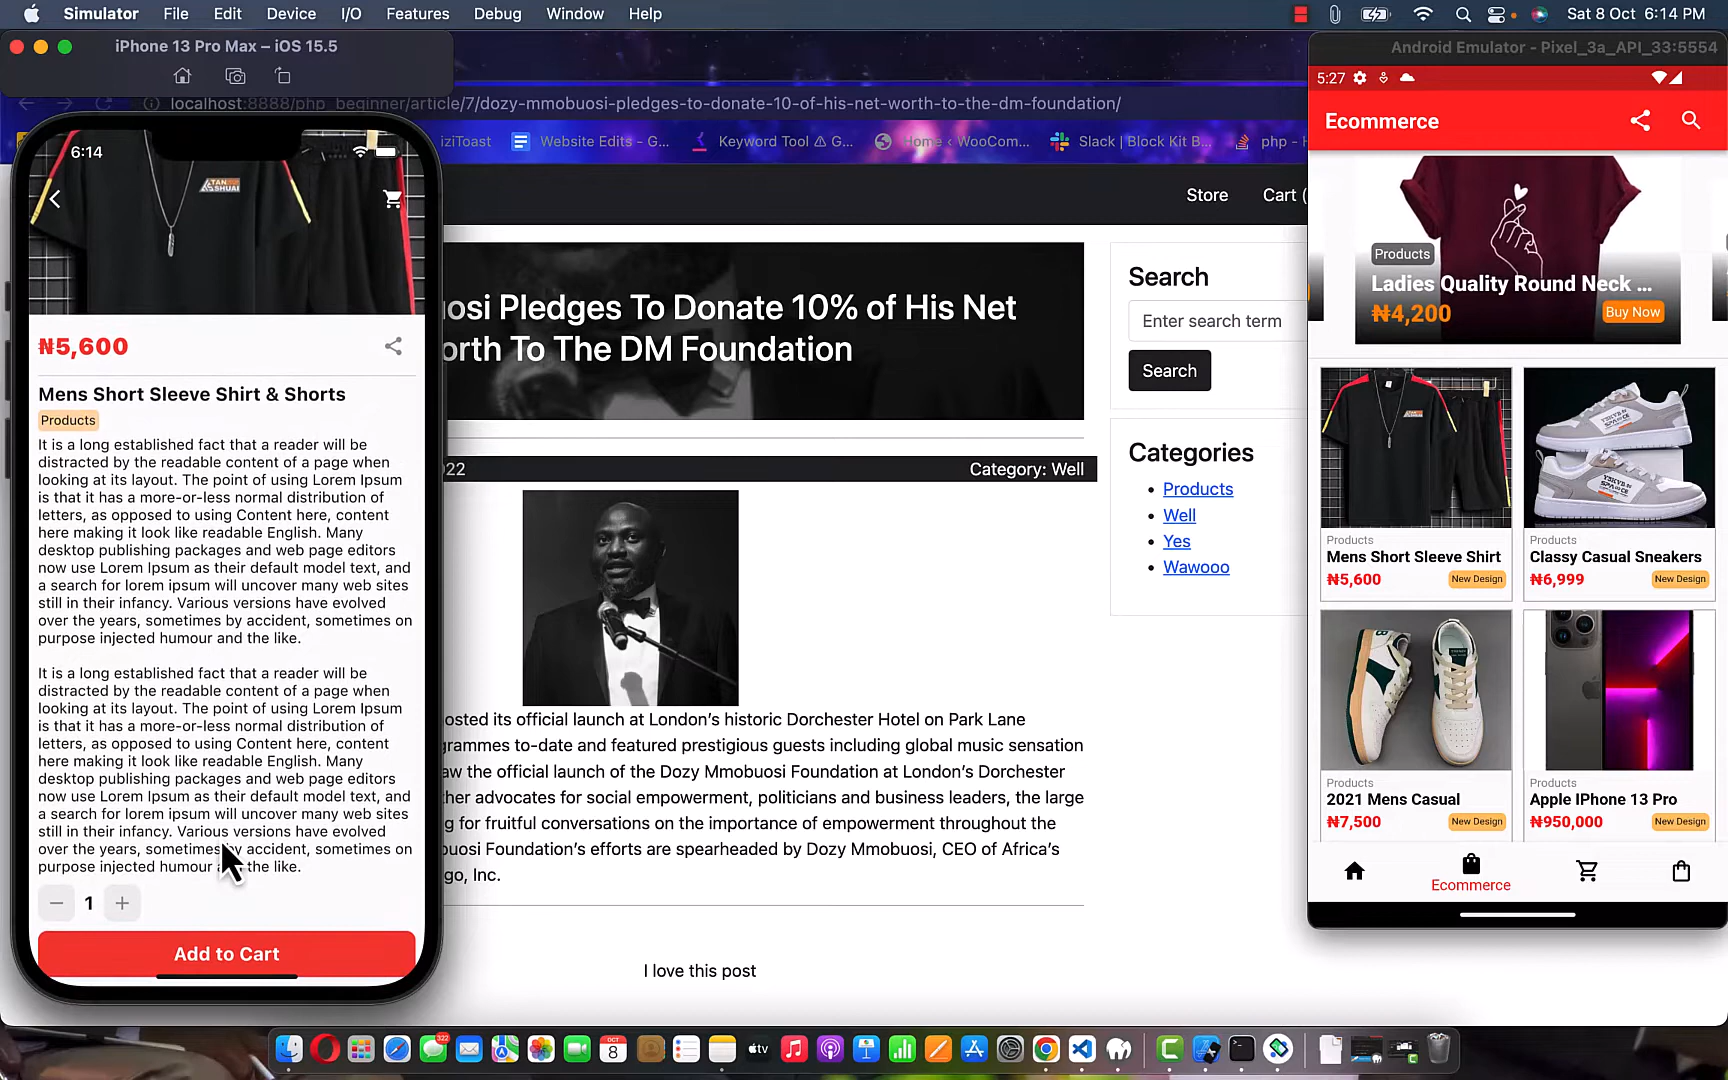 Simulator File Edit Device I/O Features Debug Window Help
Sat 8 Oct 6:14 PM
iPhone 13 Pro Max – iOS 15.5
localhost:8888/php_beginner/article/7/dozy-mmobuosi-pledges-to-donate-10-of-his-net-worth-to-the-dm-foundation/
iziToast Website Edits - G... Keyword Tool ⚠ G... Home ‹ WooCom... Slack | Block Kit B... php - H
6:14
TAN
SHUAI
₦5,600
Mens Short Sleeve Shirt & Shorts
Products
It is a long established fact that a reader will be
distracted by the readable content of a page when
looking at its layout. The point of using Lorem Ipsum
is that it has a more-or-less normal distribution of
letters, as opposed to using Content here, content
here making it look like readable English. Many
desktop publishing packages and web page editors
now use Lorem Ipsum as their default model text, and
a search for lorem ipsum will uncover many web sites
still in their infancy. Various versions have evolved
over the years, sometimes by accident, sometimes on
purpose injected humour and the like.
It is a long established fact that a reader will be
distracted by the readable content of a page when
looking at its layout. The point of using Lorem Ipsum
is that it has a more-or-less normal distribution of
letters, as opposed to using Content here, content
here making it look like readable English. Many
desktop publishing packages and web page editors
now use Lorem Ipsum as their default model text, and
a search for lorem ipsum will uncover many web sites
still in their infancy. Various versions have evolved
over the years, sometimes by accident, sometimes on
purpose injected humour the like.
− 1 +
Add to Cart
Store Cart (
uosi Pledges To Donate 10% of His Net
orth To The DM Foundation
022 Category: Well
osted its official launch at London's historic Dorchester Hotel on Park Lane
grammes to-date and featured prestigious guests including global music sensation
aw the official launch of the Dozy Mmobuosi Foundation at London's Dorchester
her advocates for social empowerment, politicians and business leaders, the large
g for fruitful conversations on the importance of empowerment throughout the
uosi Foundation's efforts are spearheaded by Dozy Mmobuosi, CEO of Africa's
go, Inc.
I love this post
Search
Enter search term
Search
Categories
• Products
• Well
• Yes
• Wawooo
Android Emulator - Pixel_3a_API_33:5554
5:27
Ecommerce
Products
Ladies Quality Round Neck ...
₦4,200 Buy Now
Products
Mens Short Sleeve Shirt
₦5,600 New Design
Products
Classy Casual Sneakers
₦6,999 New Design
Products
2021 Mens Casual
₦7,500 New Design
Products
Apple IPhone 13 Pro
₦950,000 New Design
Ecommerce
322
OCT
8
tv